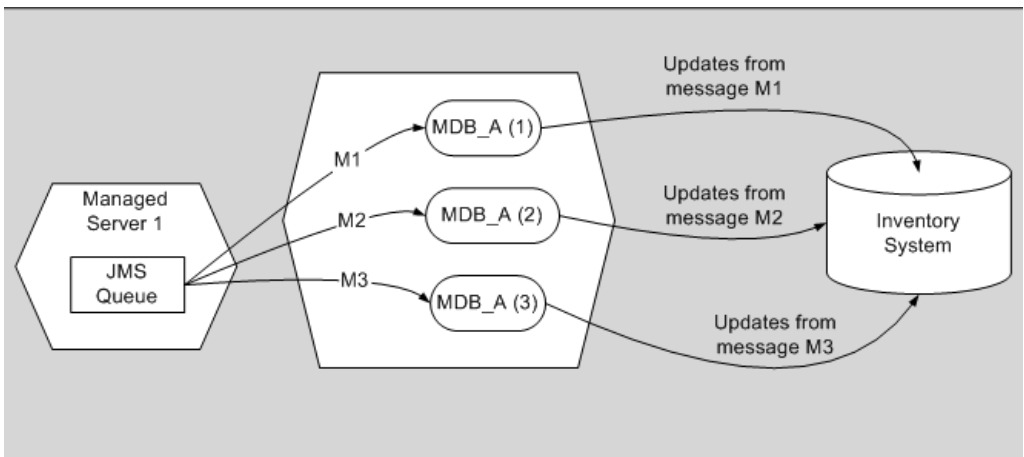 Managed
Server 1
JMS
Queue
M1
M2
M3
MDB_A (1)
MDB_A (2)
MDB_A (3)
Updates from
message M1
Updates from
message M2
Updates from
message M3
Inventory
System